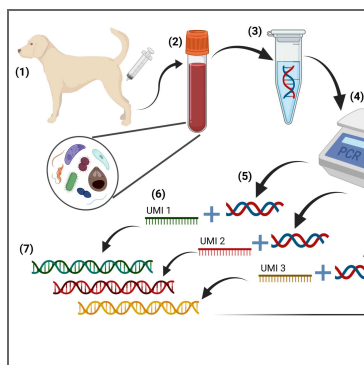 (1)
(2)
(3)
(4)
PCR
(5)
(6)
UMI 1
+
UMI 2
+
(7)
UMI 3
+